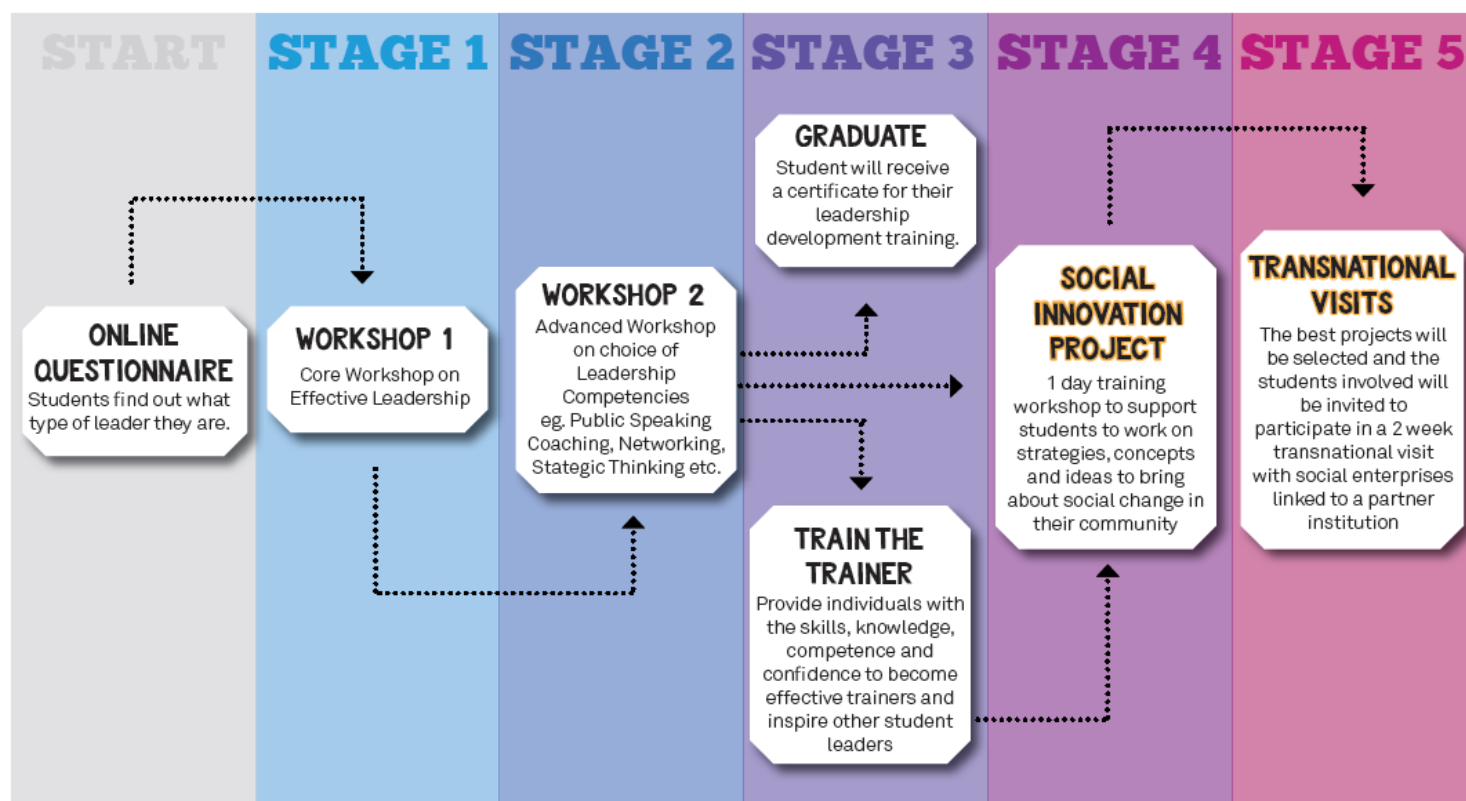 START
STAGE 1
STAGE 2
STAGE 3
STAGE 4
STAGE 5
ONLINE
QUESTIONNAIRE
Students find out what
type of leader they are.
WORKSHOP 1
Core Workshop on
Effective Leadership
WORKSHOP 2
Advanced Workshop
on choice of
Leadership
Competencies
eg. Public Speaking
Coaching, Networking,
Stategic Thinking etc.
GRADUATE
Student will receive
a certificate for their
leadership
development training.
TRAIN THE
TRAINER
Provide individuals with
the skills, knowledge,
competence and
confidence to become
effective trainers and
inspire other student
leaders
SOCIAL
INNOVATION
PROJECT
1 day training
workshop to support
students to work on
strategies, concepts
and ideas to bring
about social change in
their community
TRANSNATIONAL
VISITS
The best projects will
be selected and the
students involved will
be invited to
participate in a 2 week
transnational visit
with social enterprises
linked to a partner
institution